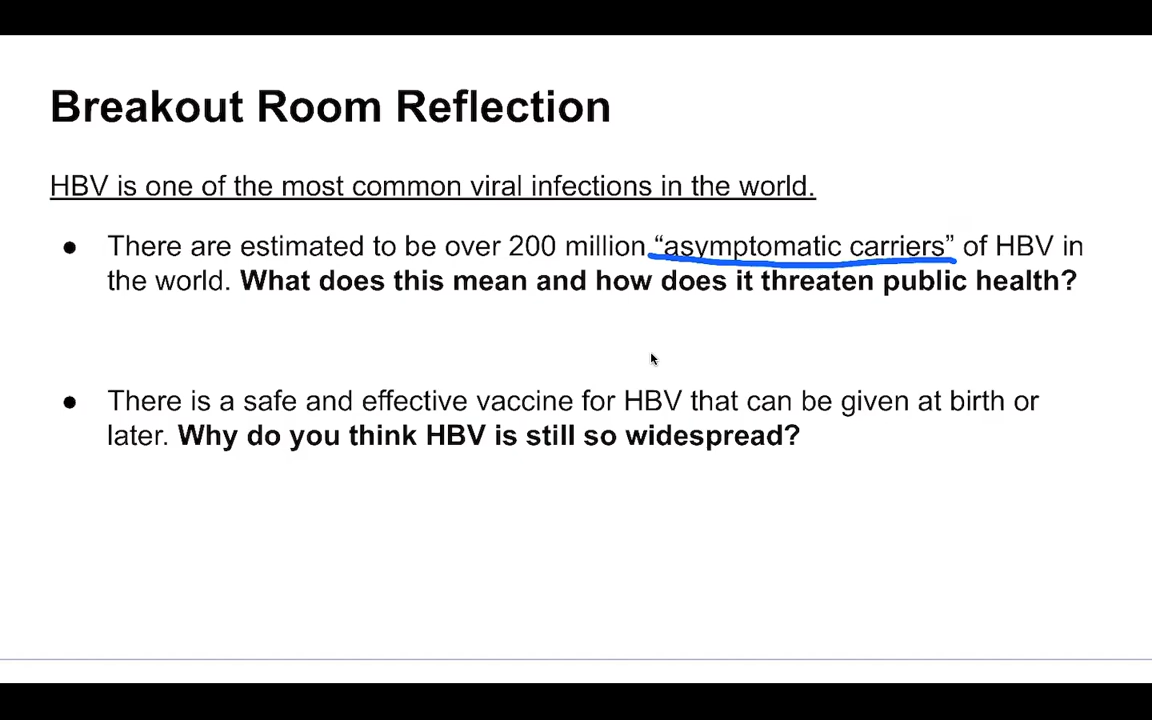 Breakout Room Reflection
HBV is one of the most common viral infections in the world.
● There are estimated to be over 200 million “asymptomatic carriers” of HBV in
the world. What does this mean and how does it threaten public health?
● There is a safe and effective vaccine for HBV that can be given at birth or
later. Why do you think HBV is still so widespread?